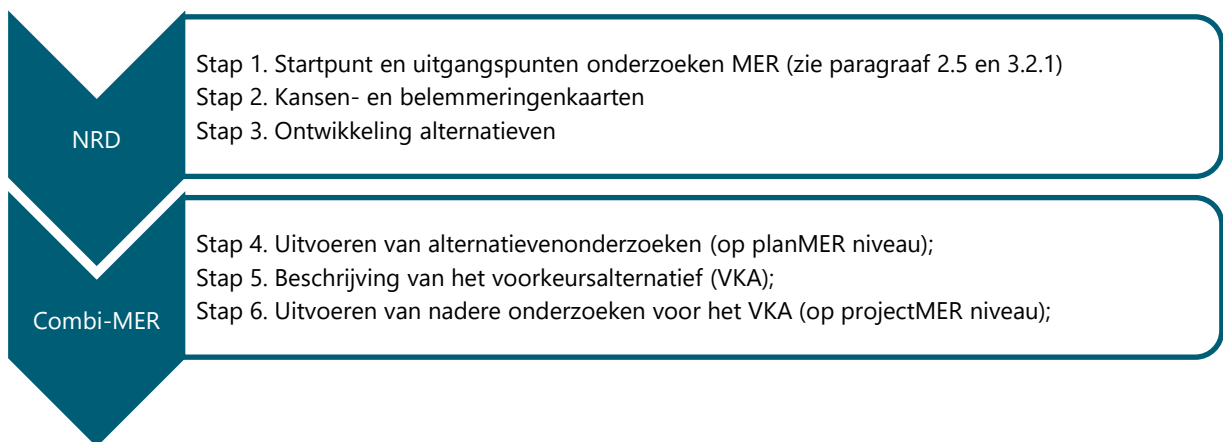 NRD
Stap 1. Startpunt en uitgangspunten onderzoeken MER (zie paragraaf 2.5 en 3.2.1)
Stap 2. Kansen- en belemmeringenkaarten
Stap 3. Ontwikkeling alternatieven
Combi-MER
Stap 4. Uitvoeren van alternatievenonderzoeken (op planMER niveau);
Stap 5. Beschrijving van het voorkeursalternatief (VKA);
Stap 6. Uitvoeren van nadere onderzoeken voor het VKA (op projectMER niveau);